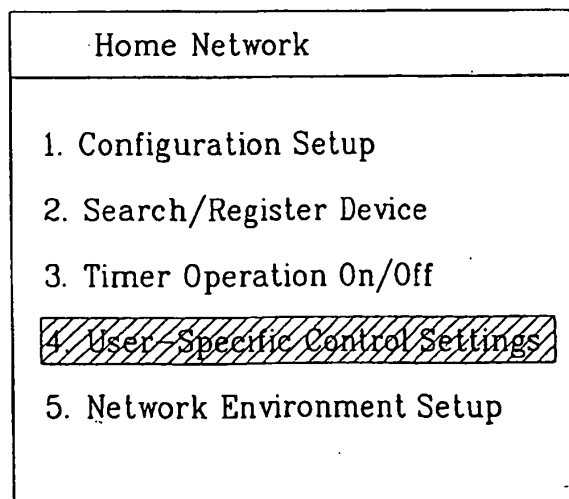 Home Network
1. Configuration Setup
2. Search/Register Device
3. Timer Operation On/Off
4. User-Specific Control Settings
5. Network Environment Setup